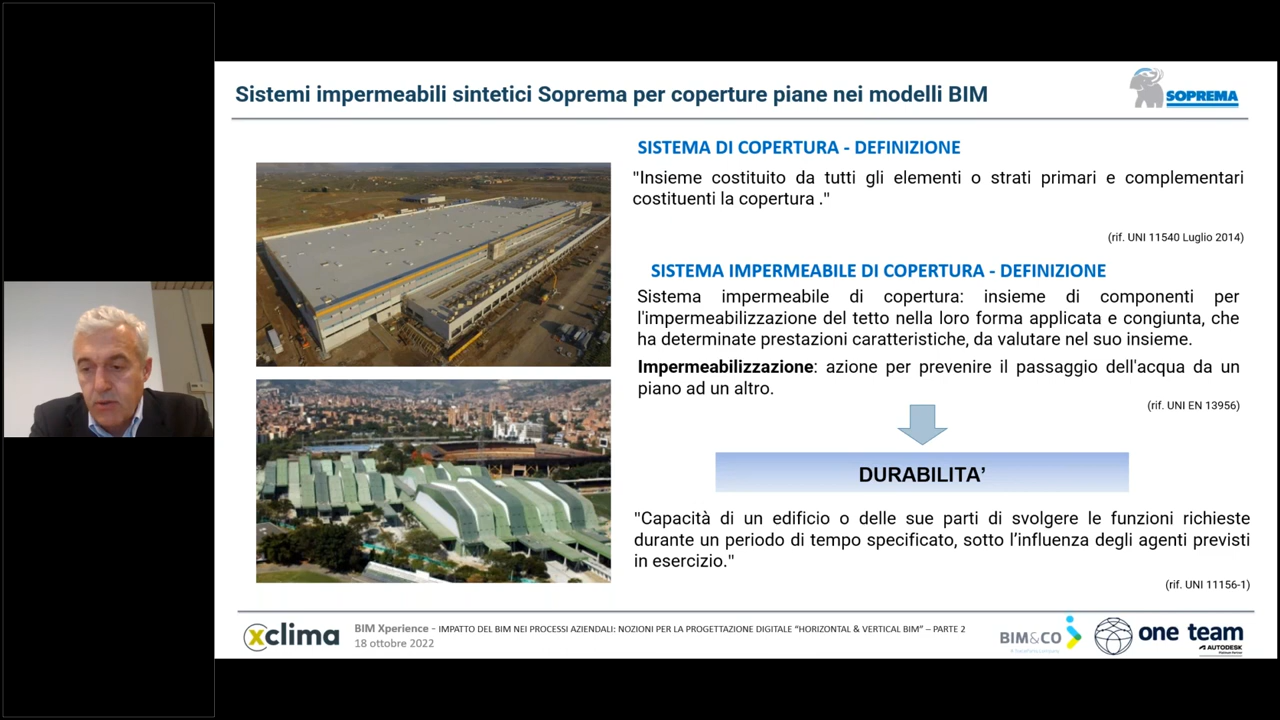 Sistemi impermeabili sintetici Soprema per coperture piane nei modelli BIM
SOPREMA
SISTEMA DI COPERTURA - DEFINIZIONE
"Insieme costituito da tutti gli elementi o strati primari e complementari
costituenti la copertura ."
(rif. UNI 11540 Luglio 2014)
SISTEMA IMPERMEABILE DI COPERTURA - DEFINIZIONE
Sistema impermeabile di copertura: insieme di componenti per
l'impermeabilizzazione del tetto nella loro forma applicata e congiunta, che
ha determinate prestazioni caratteristiche, da valutare nel suo insieme.
Impermeabilizzazione: azione per prevenire il passaggio dell'acqua da un
piano ad un altro.
(rif. UNI EN 13956)
DURABILITA’
"Capacità di un edificio o delle sue parti di svolgere le funzioni richieste
durante un periodo di tempo specificato, sotto l’influenza degli agenti previsti
in esercizio."
(rif. UNI 11156-1)
xclima
BIM Xperience - IMPATTO DEL BIM NEI PROCESSI AZIENDALI: NOZIONI PER LA PROGETTAZIONE DIGITALE “HORIZONTAL & VERTICAL BIM” – PARTE 2
18 ottobre 2022
BIM&CO
one team
AUTODESK